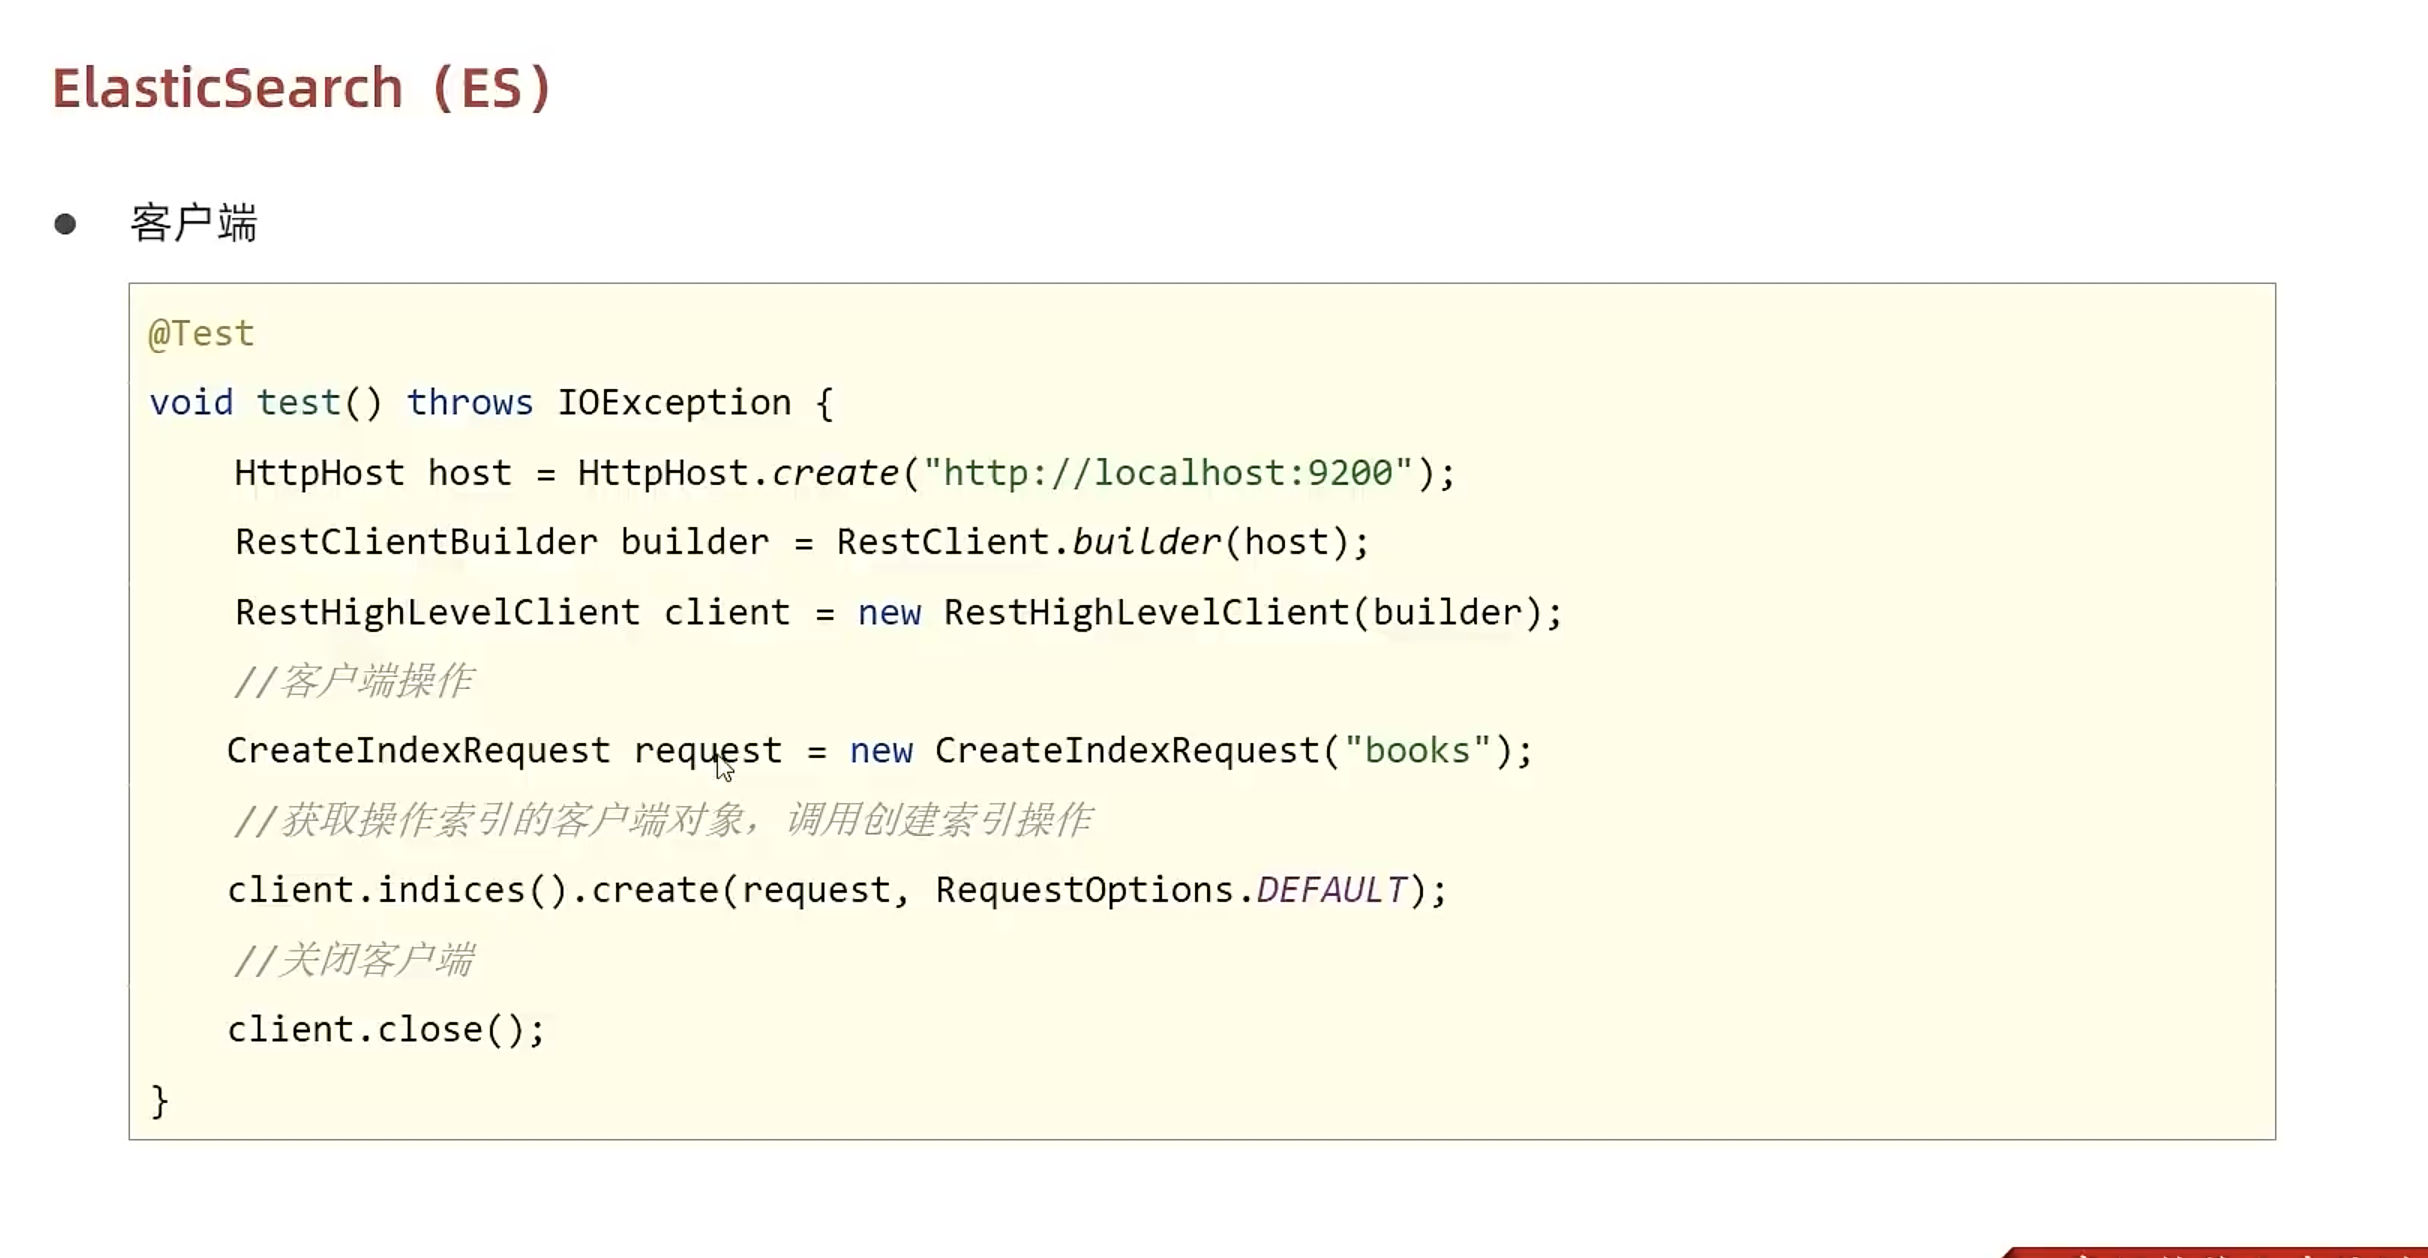 ElasticSearch（ES）
● 客户端
@Test
void test() throws IOException {
HttpHost host = HttpHost.create("http://localhost:9200");
RestClientBuilder builder = RestClient.builder(host);
RestHighLevelClient client = new RestHighLevelClient(builder);
//客户端操作
CreateIndexRequest request = new CreateIndexRequest("books");
//获取操作索引的客户端对象，调用创建索引操作
client.indices().create(request, RequestOptions.DEFAULT);
//关闭客户端
client.close();
}